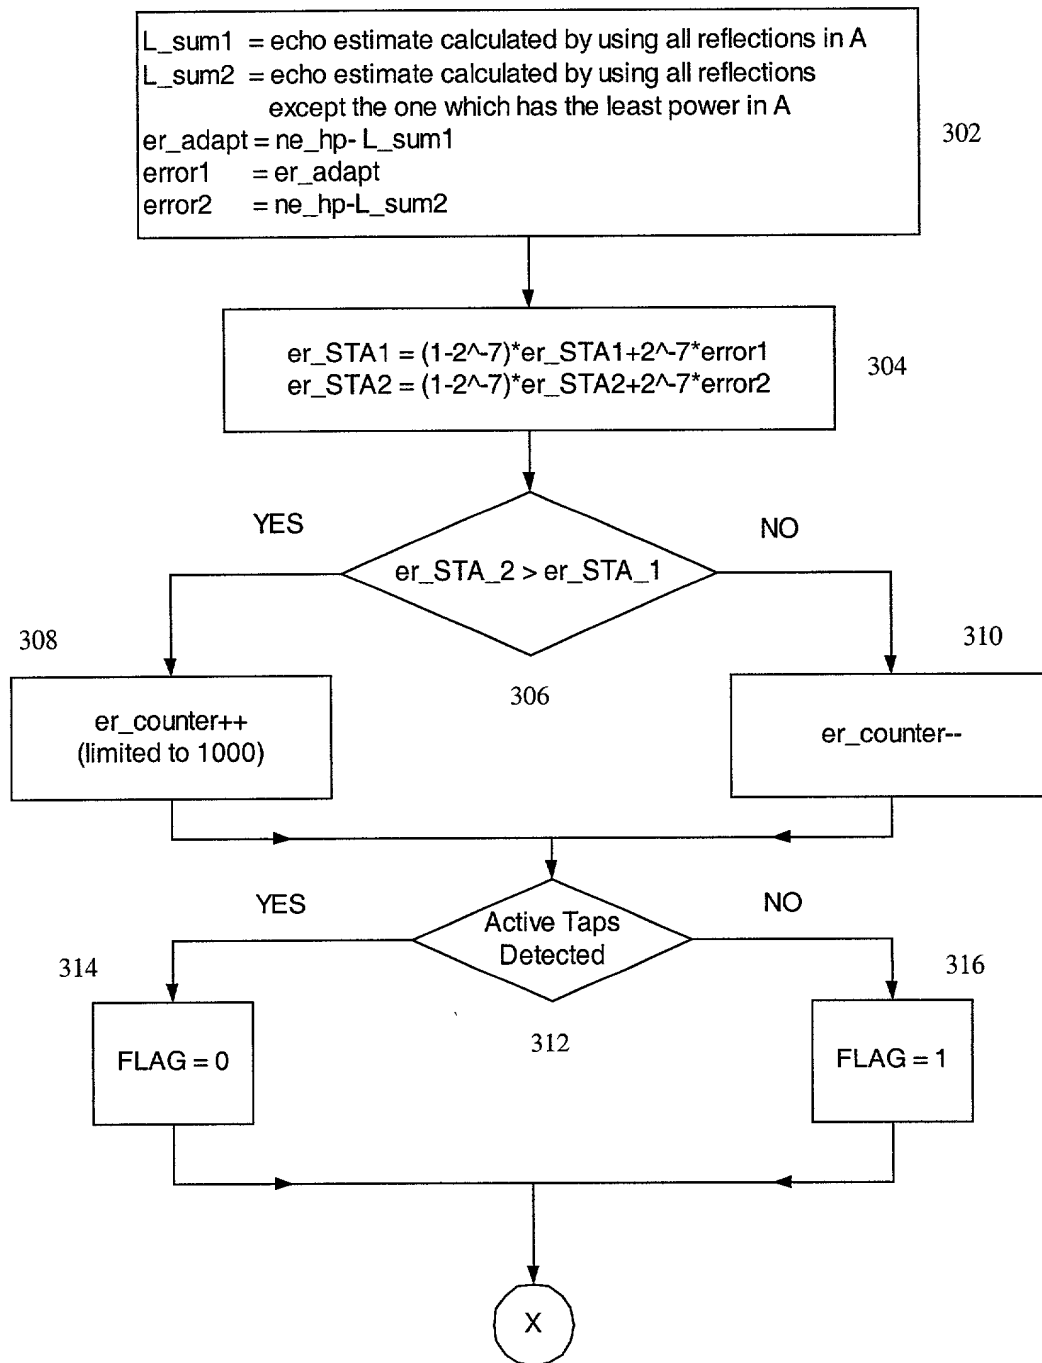 L_sum1 = echo estimate calculated by using all reflections in A
L_sum2 = echo estimate calculated by using all reflections
except the one which has the least power in A
er_adapt = ne_hp- L_sum1
error1 = er_adapt
error2 = ne_hp-L_sum2
302
er_STA1 = (1-2^-7)*er_STA1+2^-7*error1
er_STA2 = (1-2^-7)*er_STA2+2^-7*error2
304
YES
NO
er_STA_2 > er_STA_1
306
308
310
er_counter++
(limited to 1000)
er_counter--
YES
NO
Active Taps
Detected
312
314
316
FLAG = 0
FLAG = 1
X